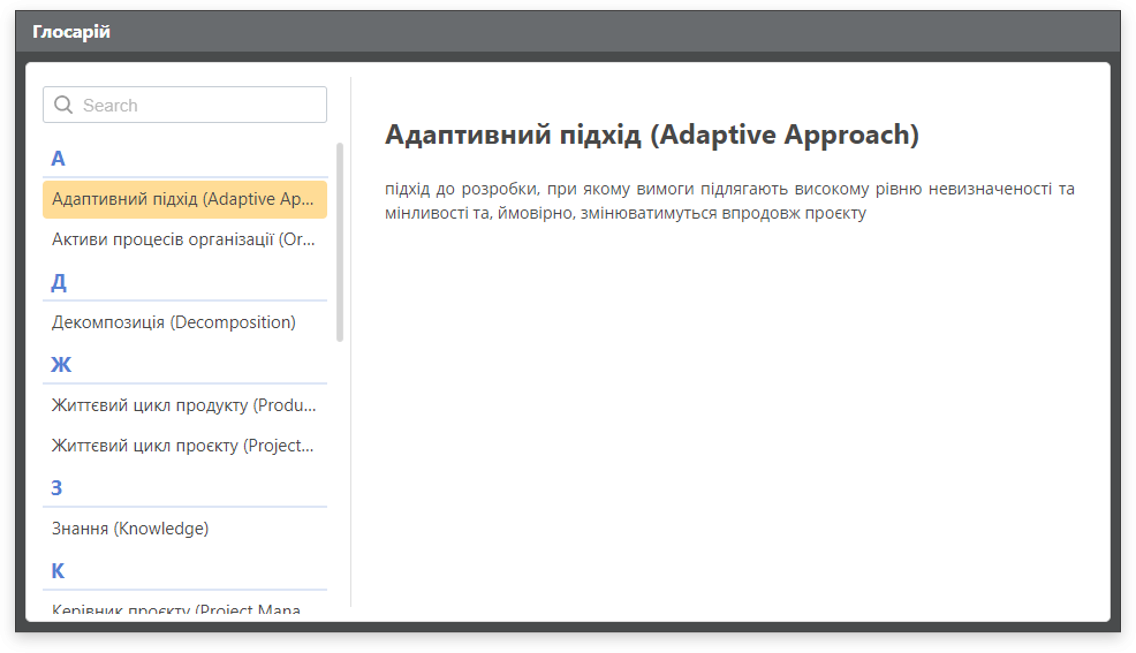 Глосарій
Search
А
Адаптивний підхід (Adaptive Ap...
Активи процесів організації (Or...
Д
Декомпозиція (Decomposition)
Ж
Життєвий цикл продукту (Produ...
Життєвий цикл проєкту (Project...
З
Знання (Knowledge)
К
Керівник проєкту (Project Mana
Адаптивний підхід (Adaptive Approach)
підхід до розробки, при якому вимоги підлягають високому рівню невизначеності та
мінливості та, ймовірно, змінюватимуться впродовж проєкту